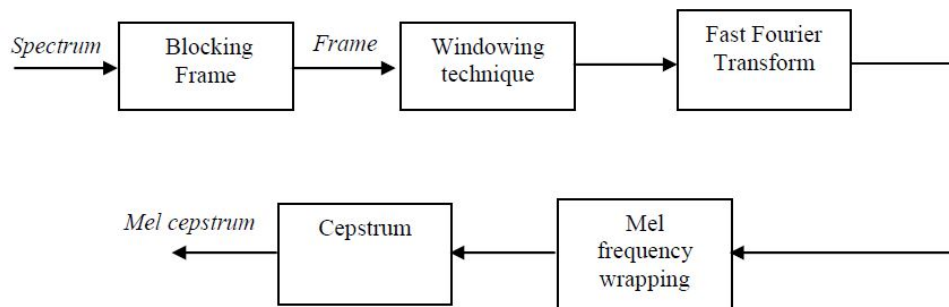 Spectrum
Blocking
Frame
Frame
Windowing
technique
Fast Fourier
Transform
Mel
frequency
wrapping
Cepstrum
Mel cepstrum